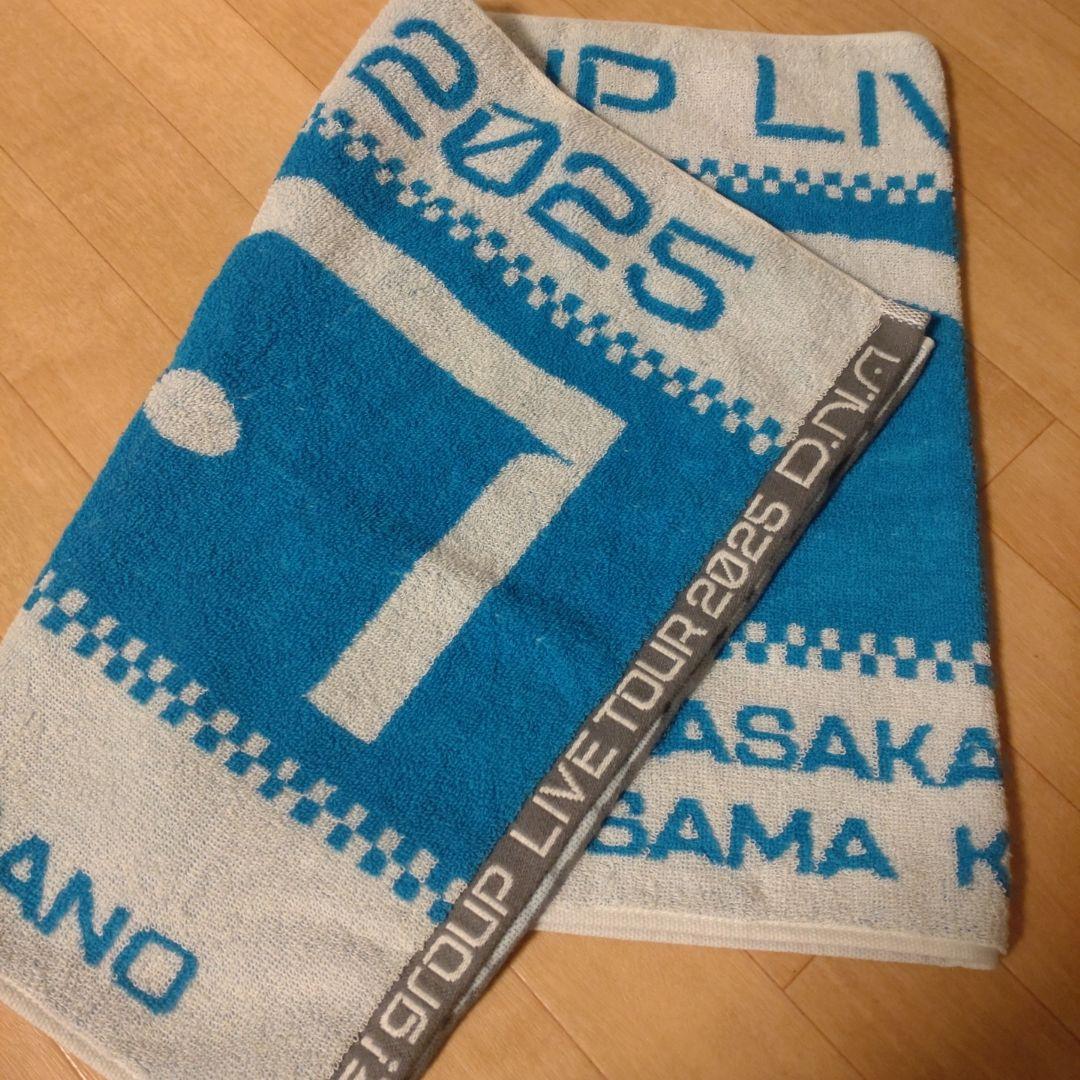 2025
UP LIV
! group LIVE TOUR 2025 D.N.A
ASAKA
SAMA K
ANO